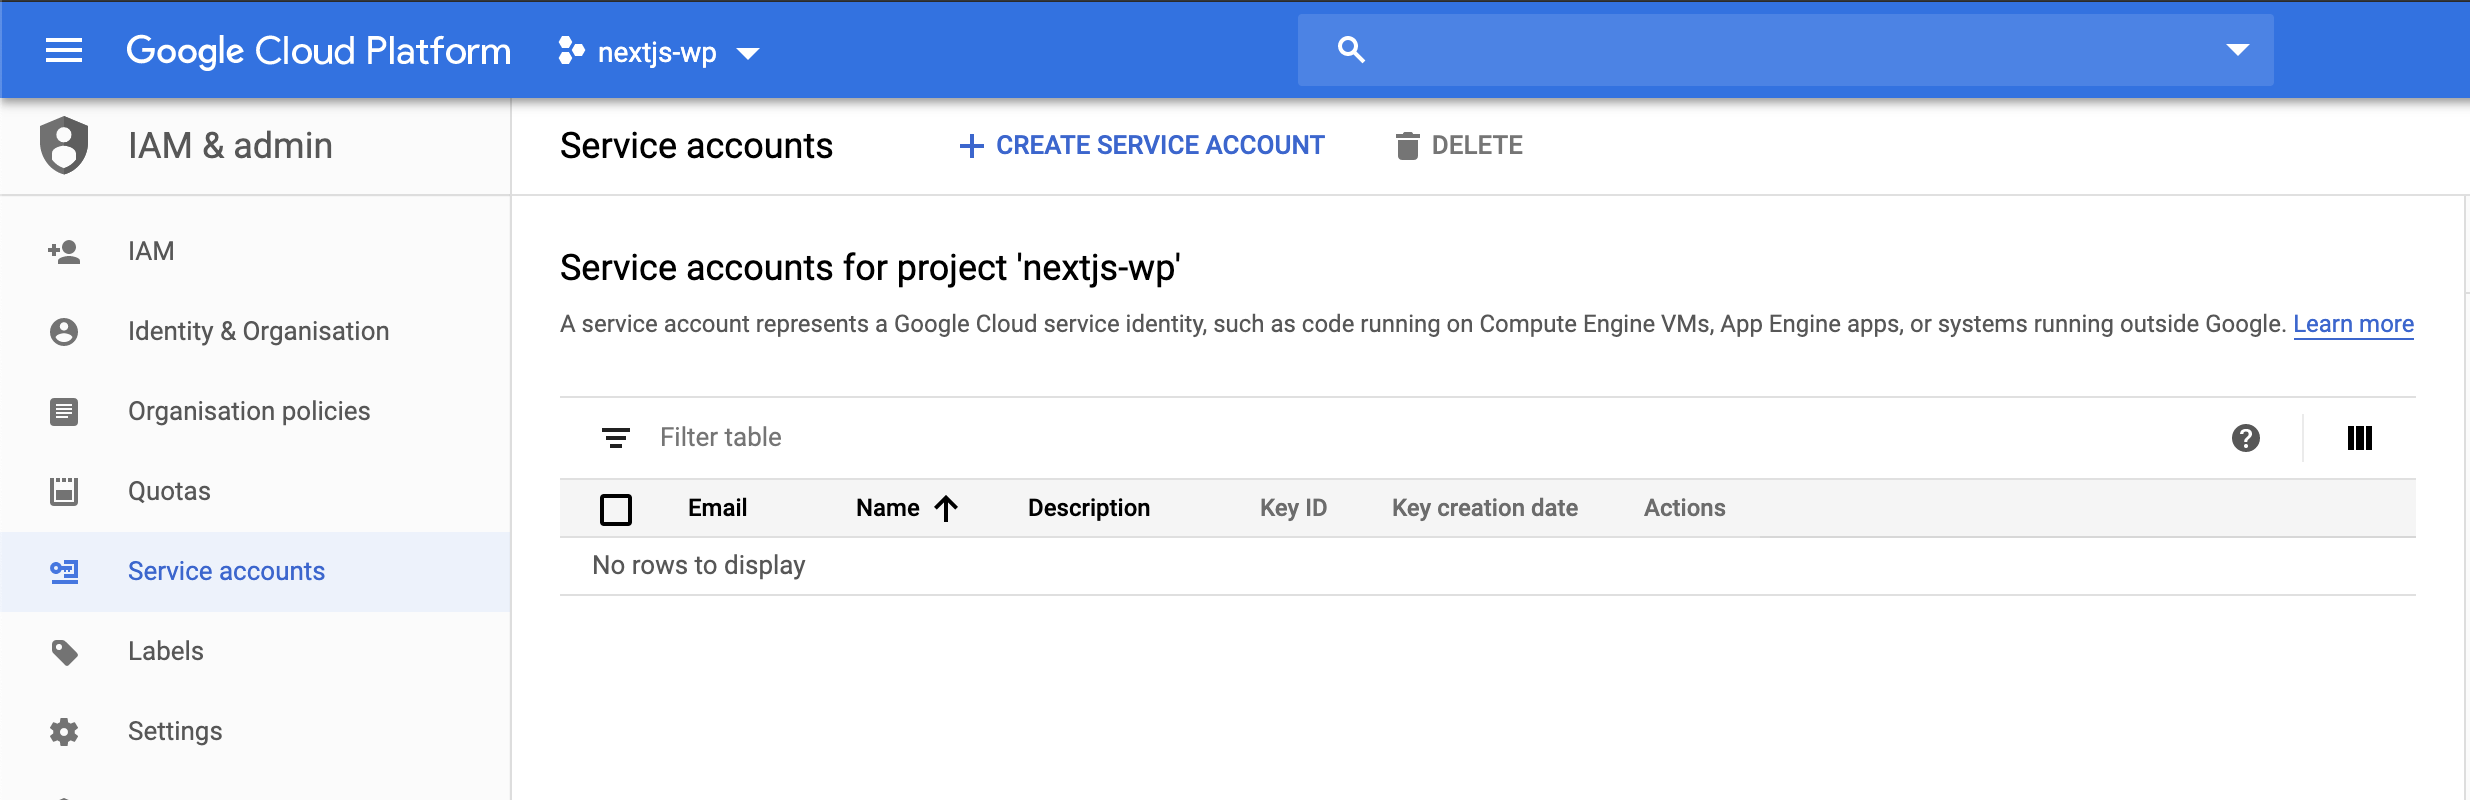 Google Cloud Platform
nextjs-wp
IAM & admin
Service accounts
CREATE SERVICE ACCOUNT
DELETE
IAM
Identity & Organisation
Organisation policies
Quotas
Service accounts
Labels
Settings
Service accounts for project 'nextjs-wp'
A service account represents a Google Cloud service identity, such as code running on Compute Engine VMs, App Engine apps, or systems running outside Google. Learn more
Filter table
Email Name Description Key ID Key creation date Actions
No rows to display